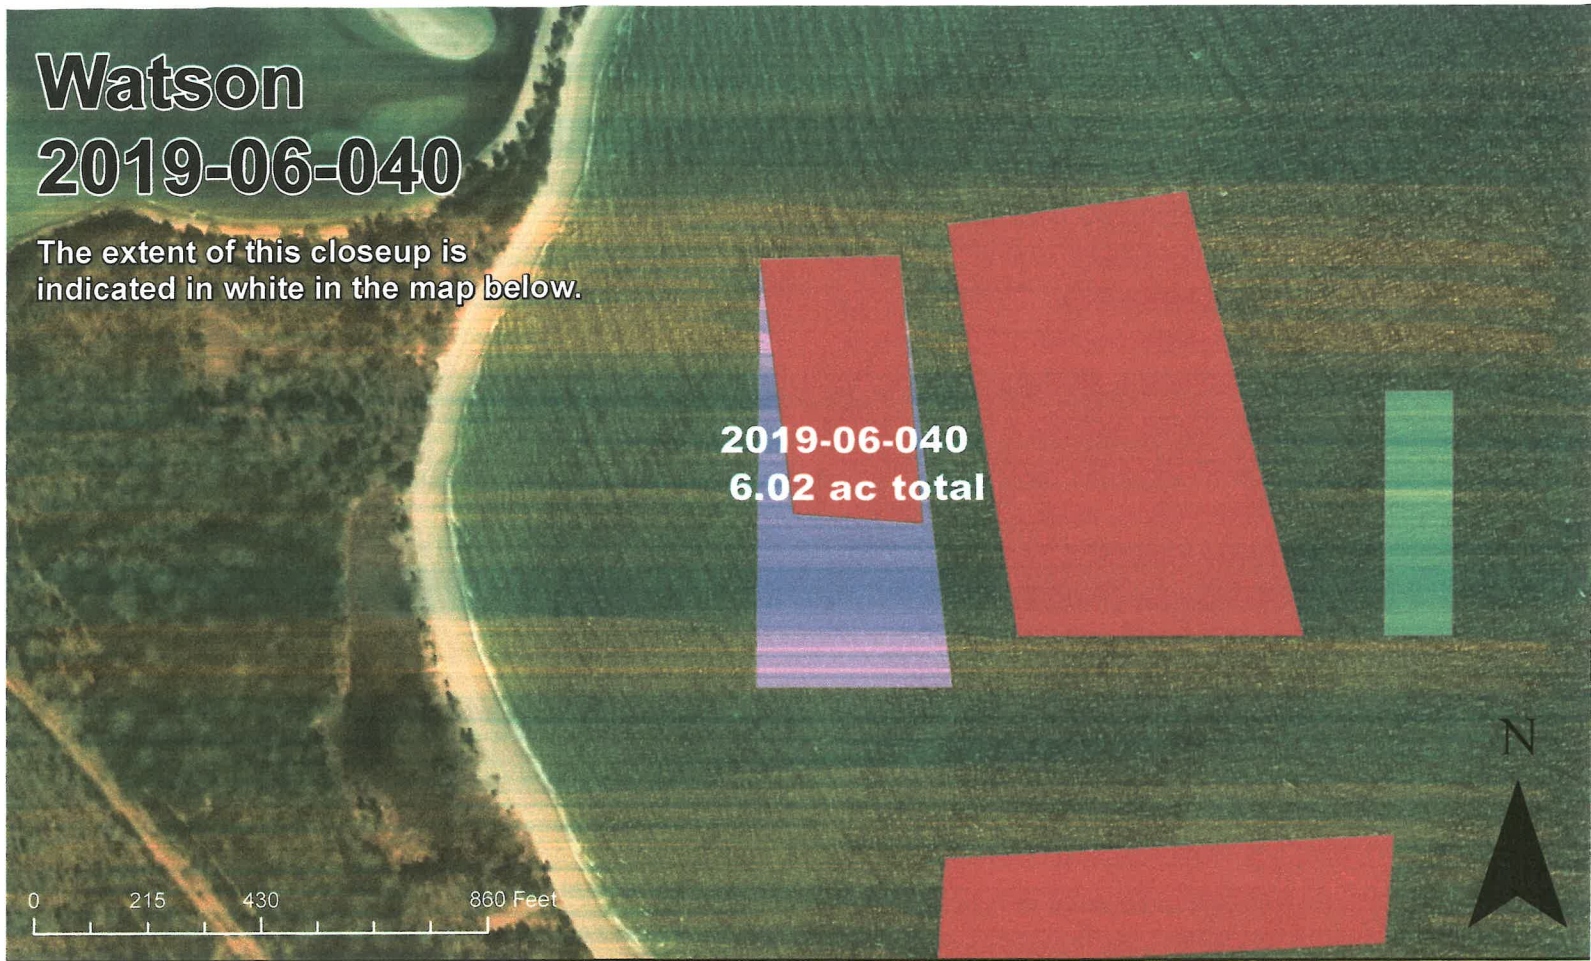 Watson
2019-06-040
The extent of this closeup is
indicated in white in the map below.
2019-06-040
6.02 ac total
N
0 215 430 860 Feet